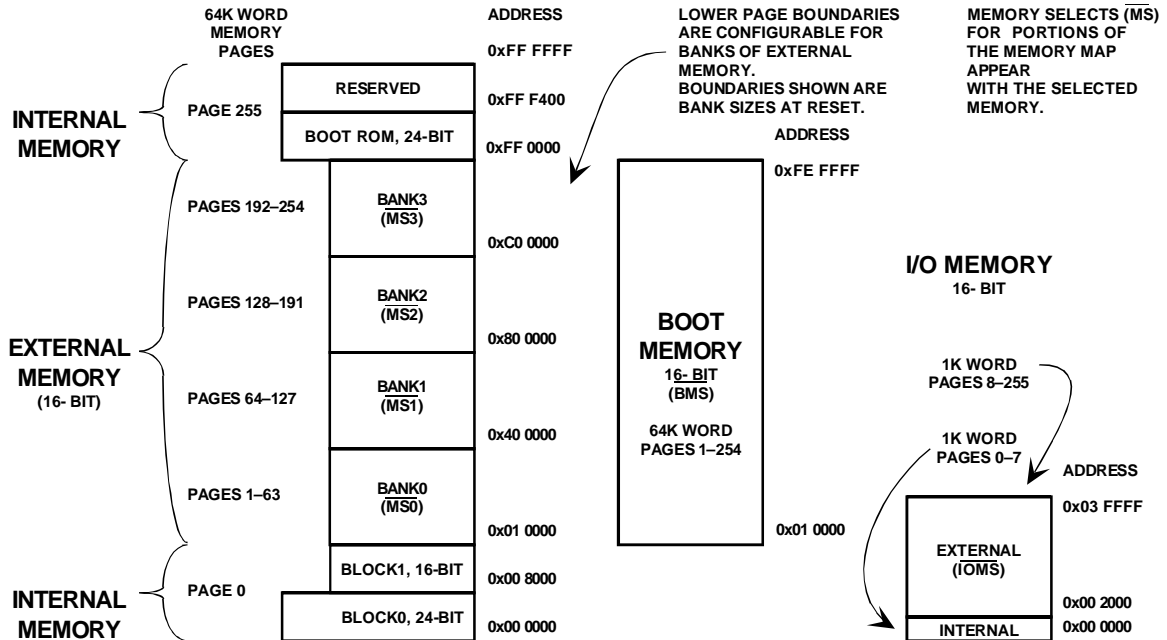 64K WORD
MEMORY
PAGES
ADDRESS
0xFF FFFF
LOWER PAGE BOUNDARIES
ARE CONFIGURABLE FOR
BANKS OF EXTERNAL
MEMORY.
BOUNDARIES SHOWN ARE
BANK SIZES AT RESET.
MEMORY SELECTS (MS)
FOR PORTIONS OF
THE MEMORY MAP
APPEAR
WITH THE SELECTED
MEMORY.
INTERNAL
MEMORY
PAGE 255
RESERVED
0xFF F400
BOOT ROM, 24-BIT
0xFF 0000
EXTERNAL
MEMORY
(16- BIT)
PAGES 192–254
BANK3
(MS3)
0xC0 0000
PAGES 128–191
BANK2
(MS2)
0x80 0000
PAGES 64–127
BANK1
(MS1)
0x40 0000
PAGES 1–63
BANK0
(MS0)
0x01 0000
INTERNAL
MEMORY
PAGE 0
BLOCK1, 16-BIT
0x00 8000
BLOCK0, 24-BIT
0x00 0000
ADDRESS
0xFE FFFF
BOOT
MEMORY
16- BIT
(BMS)
64K WORD
PAGES 1–254
0x01 0000
I/O MEMORY
16- BIT
1K WORD
PAGES 8–255
1K WORD
PAGES 0–7
ADDRESS
0x03 FFFF
EXTERNAL
(IOMS)
0x00 2000
INTERNAL
0x00 0000